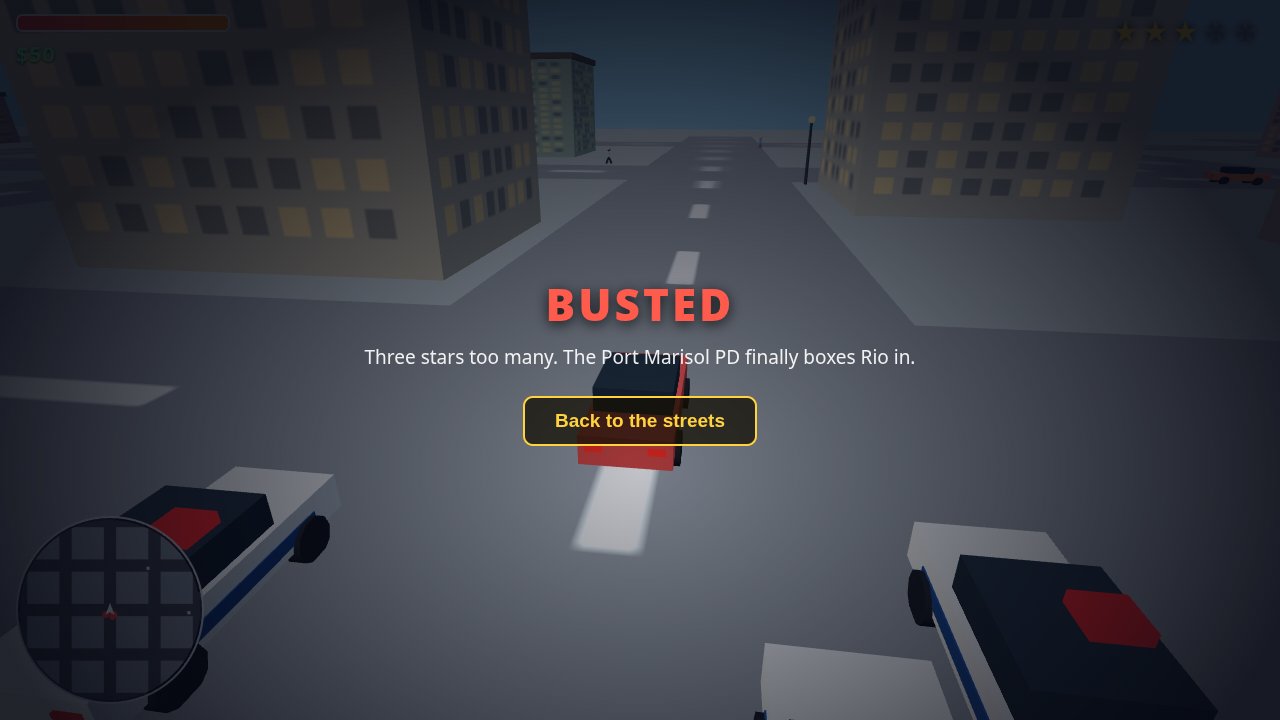 $50
BUSTED
Three stars too many. The Port Marisol PD finally boxes Rio in.
Back to the streets